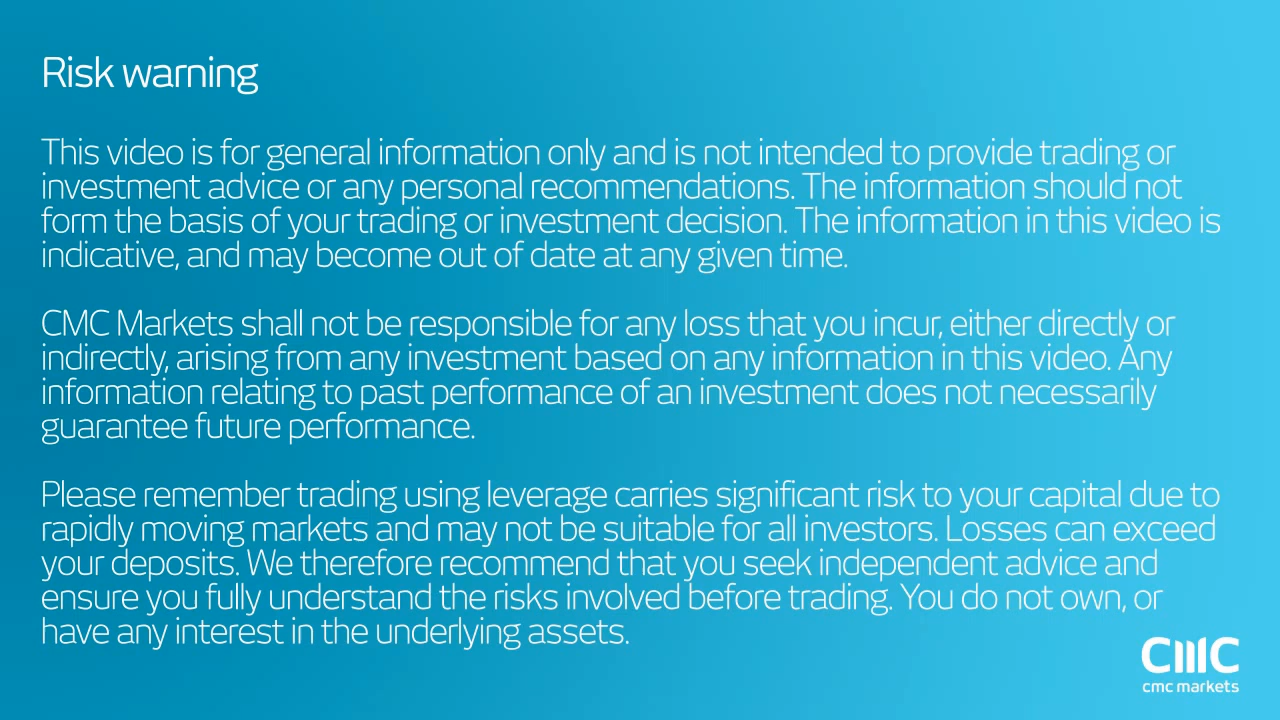 Risk warning
This video is for general information only and is not intended to provide trading or
investment advice or any personal recommendations. The information should not
form the basis of your trading or investment decision. The information in this video is
indicative, and may become out of date at any given time.
CMC Markets shall not be responsible for any loss that you incur, either directly or
indirectly, arising from any investment based on any information in this video. Any
information relating to past performance of an investment does not necessarily
guarantee future performance.
Please remember trading using leverage carries significant risk to your capital due to
rapidly moving markets and may not be suitable for all investors. Losses can exceed
your deposits. We therefore recommend that you seek independent advice and
ensure you fully understand the risks involved before trading. You do not own, or
have any interest in the underlying assets.
CMC
cmc markets